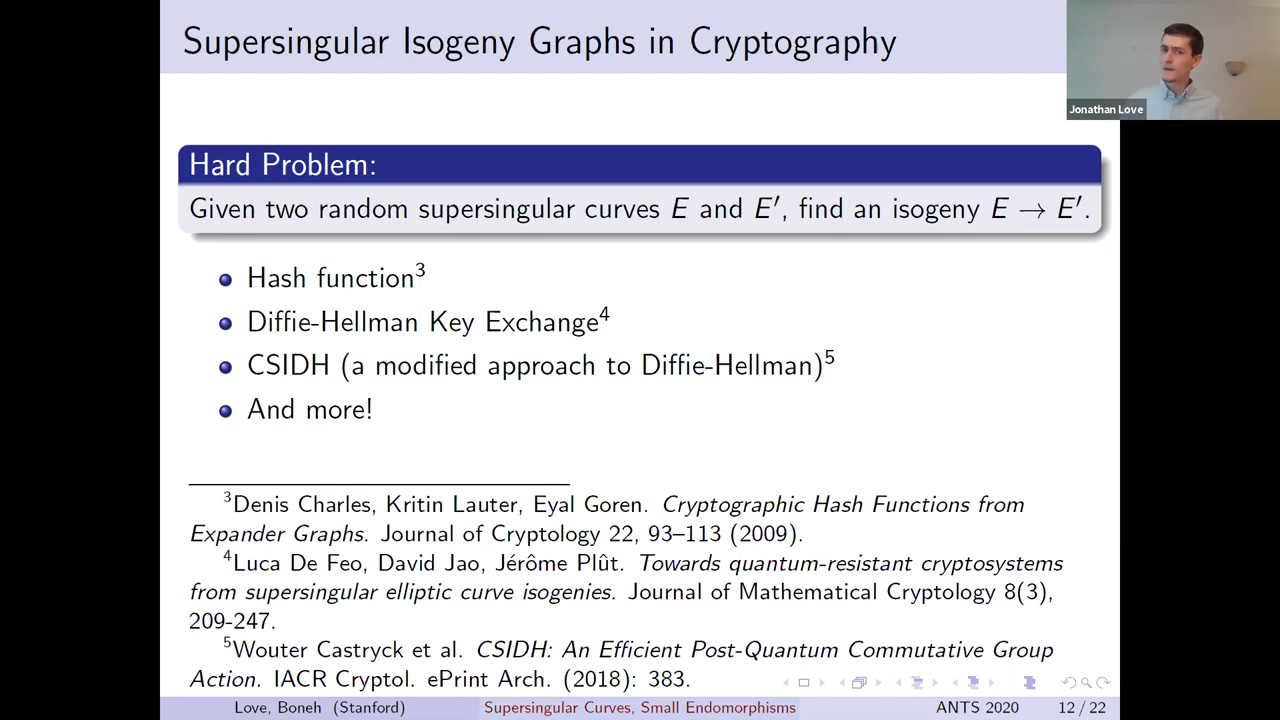 Supersingular Isogeny Graphs in Cryptography
Jonathan Love
Hard Problem:
Given two random supersingular curves E and E′, find an isogeny E → E′.
Hash function³
Diffie-Hellman Key Exchange⁴
CSIDH (a modified approach to Diffie-Hellman)⁵
And more!
³Denis Charles, Kritin Lauter, Eyal Goren. Cryptographic Hash Functions from
Expander Graphs. Journal of Cryptology 22, 93–113 (2009).
⁴Luca De Feo, David Jao, Jérôme Plût. Towards quantum-resistant cryptosystems
from supersingular elliptic curve isogenies. Journal of Mathematical Cryptology 8(3),
209-247.
⁵Wouter Castryck et al. CSIDH: An Efficient Post-Quantum Commutative Group
Action. IACR Cryptol. ePrint Arch. (2018): 383.
Love, Boneh (Stanford) Supersingular Curves, Small Endomorphisms ANTS 2020 12 / 22